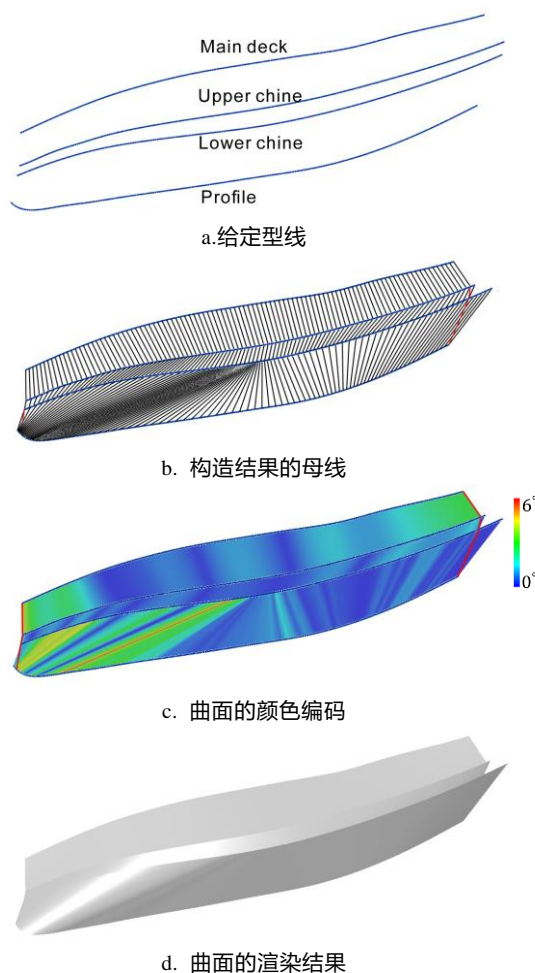 Main deck
Upper chine
Lower chine
Profile
a.给定型线
b. 构造结果的母线
6°
0°
c. 曲面的颜色编码
d. 曲面的渲染结果